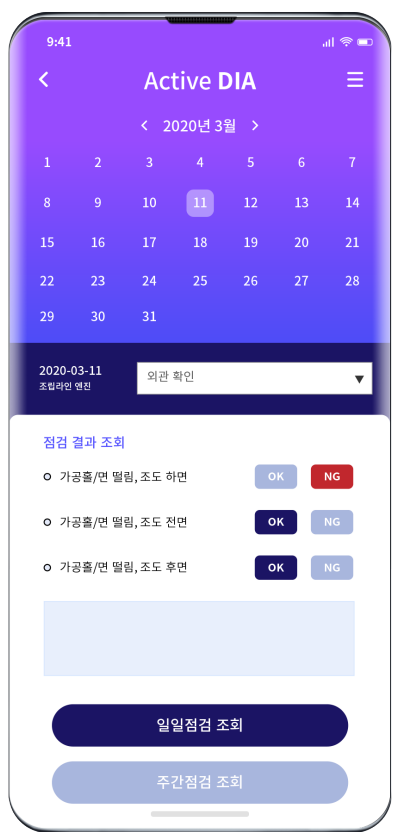 9:41
Active DIA
2020년 3월
1 2 3 4 5 6 7
8 9 10 11 12 13 14
15 16 17 18 19 20 21
22 23 24 25 26 27 28
29 30 31
2020-03-11
조립라인 엔진
외관 확인
점검 결과 조회
가공홀/면 떨림, 조도 하면 OK NG
가공홀/면 떨림, 조도 전면 OK NG
가공홀/면 떨림, 조도 후면 OK NG
일일점검 조회
주간점검 조회